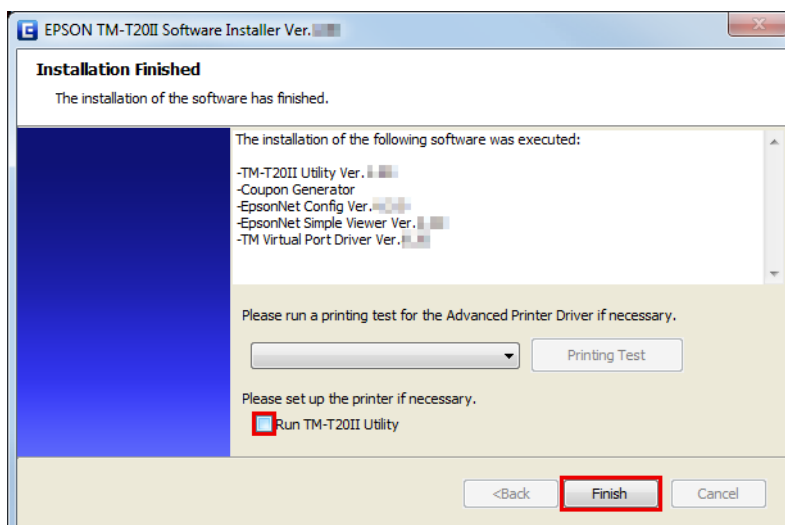 EPSON TM-T20II Software Installer Ver.
Installation Finished
The installation of the software has finished.
The installation of the following software was executed:
-TM-T20II Utility Ver.
-Coupon Generator
-EpsonNet Config Ver.
-EpsonNet Simple Viewer Ver.
-TM Virtual Port Driver Ver.
Please run a printing test for the Advanced Printer Driver if necessary.
Printing Test
Please set up the printer if necessary.
Run TM-T20II Utility
<Back Finish Cancel